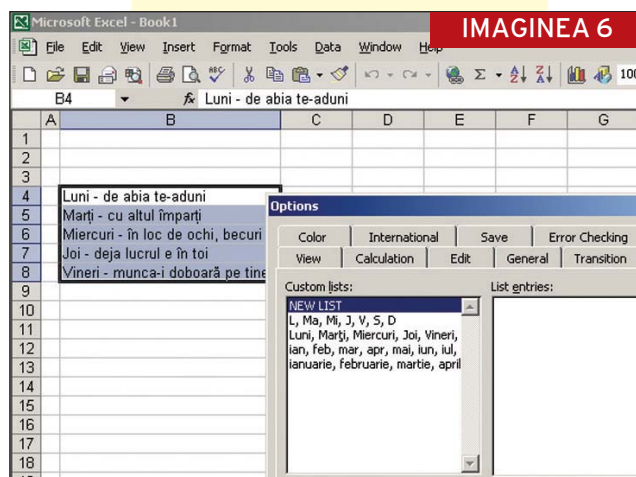 Microsoft Excel - Book1
IMAGINEA 6
File Edit View Insert Format Tools Data Window Help
100
B4 fx Luni - de abia te-aduni
A B C D E F G
1
2
3
4 Luni - de abia te-aduni
5 Marți - cu altul împarți
6 Miercuri - în loc de ochi, becuri
7 Joi - deja lucrul e în toi
8 Vineri - munca-i doboară pe tine
9
10
11
12
13
14
15
16
17
18
Options
Color International Save Error Checking
View Calculation Edit General Transition
Custom lists: List entries:
NEW LIST
L, Ma, Mi, J, V, S, D
Luni, Marți, Miercuri, Joi, Vineri,
ian, feb, mar, apr, mai, iun, iul,
ianuarie, februarie, martie, april